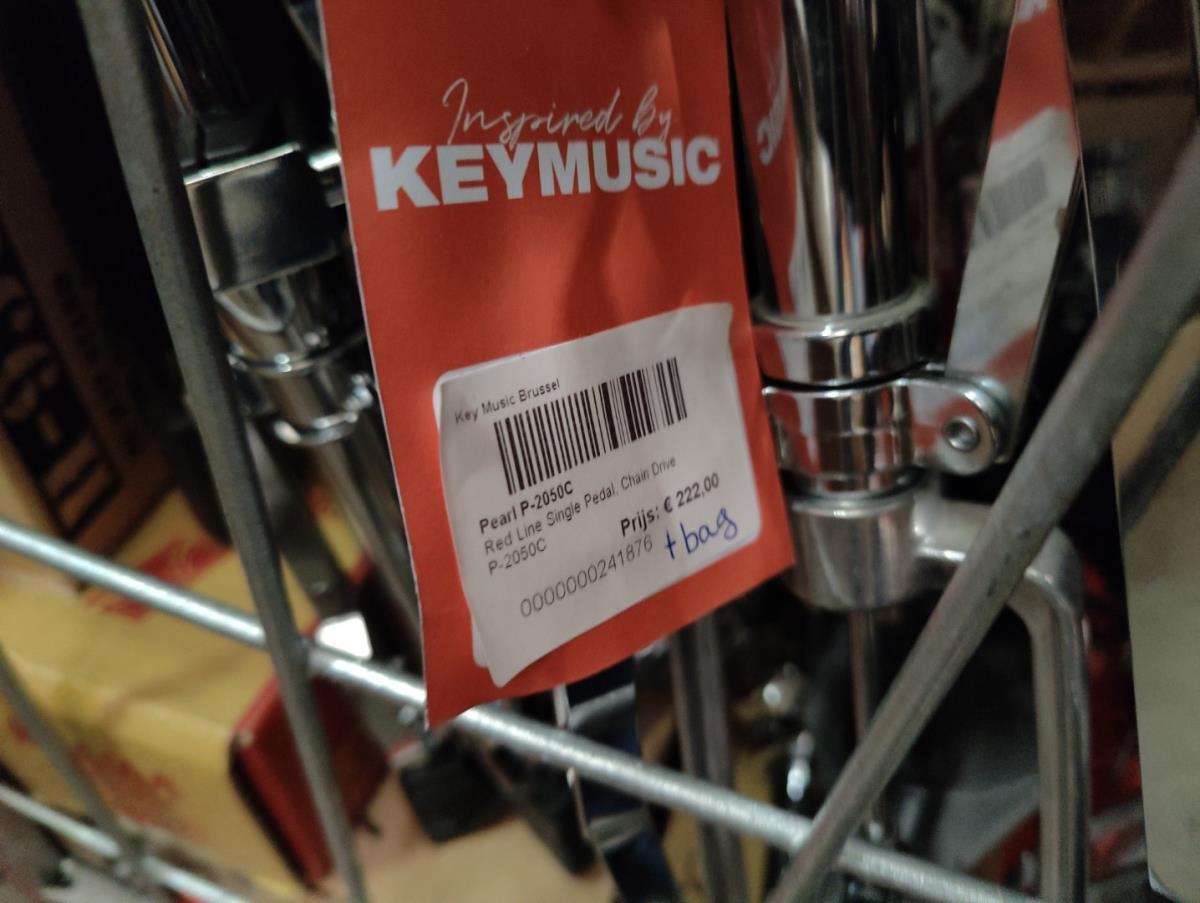 Inspired By
KEYMUSIC
Key Music Brussel
Pearl P-2050C
Red Line Single Pedal, Chain Drive
P-2050C
Prijs: € 222,00
0000000241876
+ bag